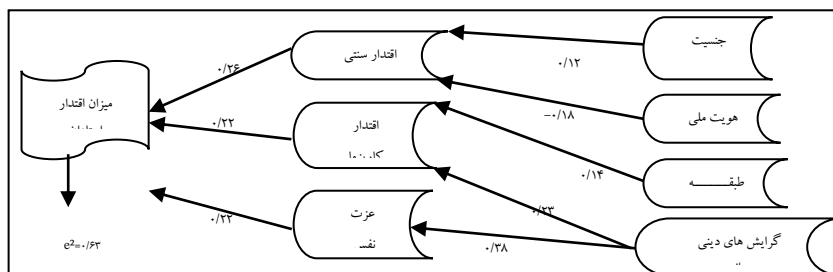 جنسیت
۰/۱۲
اقتدار سنتی
۰/۲۶
هویت ملی
-۰/۱۸
میزان اقتدار
اقتدار
۰/۲۲
طبقـــــــه
۰/۱۴
عزت
نفس
۰/۲۲
۰/۲۳
گرایش های دینی
۰/۳۸
e²=۰/۶۳